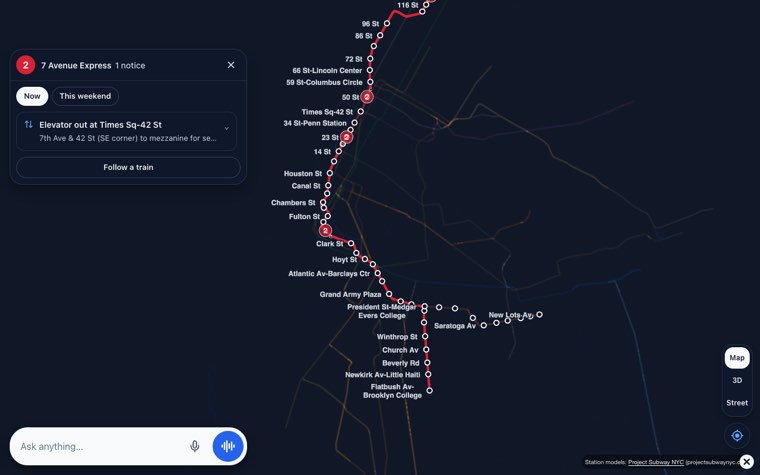 2
7 Avenue Express 1 notice
Now
This weekend
Elevator out at Times Sq-42 St
7th Ave & 42 St (SE corner) to mezzanine for se...
Follow a train
116 St
96 St
86 St
72 St
66 St-Lincoln Center
59 St-Columbus Circle
50 St
2
Times Sq-42 St
34 St-Penn Station
23 St
2
14 St
Houston St
Canal St
Chambers St
Fulton St
2
Clark St
Hoyt St
Atlantic Av-Barclays Ctr
Grand Army Plaza
President St-Medgar
Evers College
New Lots Av
Saratoga Av
Winthrop St
Church Av
Beverly Rd
Newkirk Av-Little Haiti
Flatbush Av-
Brooklyn College
Map
3D
Street
Ask anything...
Station models: Project Subway NYC (projectsubwaynyc.